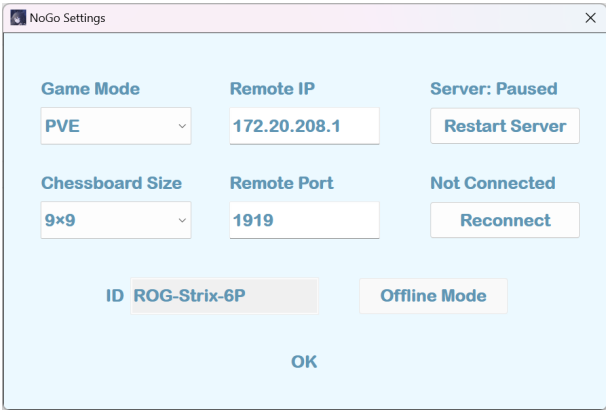 NoGo Settings
Game Mode
Remote IP
Server: Paused
PVE
172.20.208.1
Restart Server
Chessboard Size
Remote Port
Not Connected
9×9
1919
Reconnect
ID ROG-Strix-6P
Offline Mode
OK